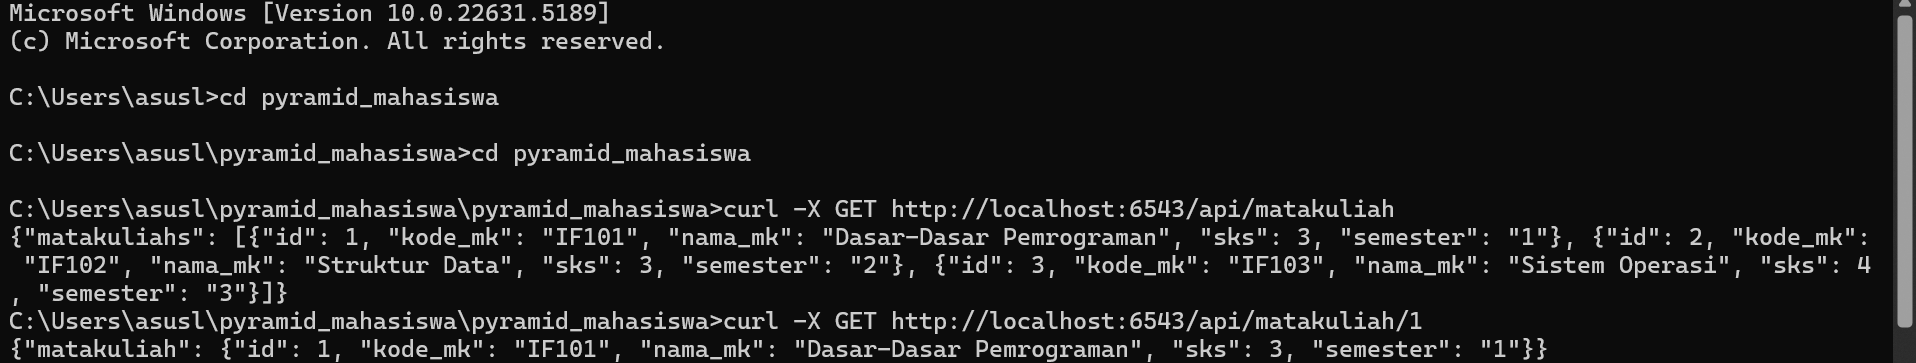 Microsoft Windows [Version 10.0.22631.5189]
(c) Microsoft Corporation. All rights reserved.
C:\Users\asusl>cd pyramid_mahasiswa
C:\Users\asusl\pyramid_mahasiswa>cd pyramid_mahasiswa
C:\Users\asusl\pyramid_mahasiswa\pyramid_mahasiswa>curl -X GET http://localhost:6543/api/matakuliah
{"matakuliahs": [{"id": 1, "kode_mk": "IF101", "nama_mk": "Dasar-Dasar Pemrograman", "sks": 3, "semester": "1"}, {"id": 2, "kode_mk":
 "IF102", "nama_mk": "Struktur Data", "sks": 3, "semester": "2"}, {"id": 3, "kode_mk": "IF103", "nama_mk": "Sistem Operasi", "sks": 4
, "semester": "3"}]}
C:\Users\asusl\pyramid_mahasiswa\pyramid_mahasiswa>curl -X GET http://localhost:6543/api/matakuliah/1
{"matakuliah": {"id": 1, "kode_mk": "IF101", "nama_mk": "Dasar-Dasar Pemrograman", "sks": 3, "semester": "1"}}